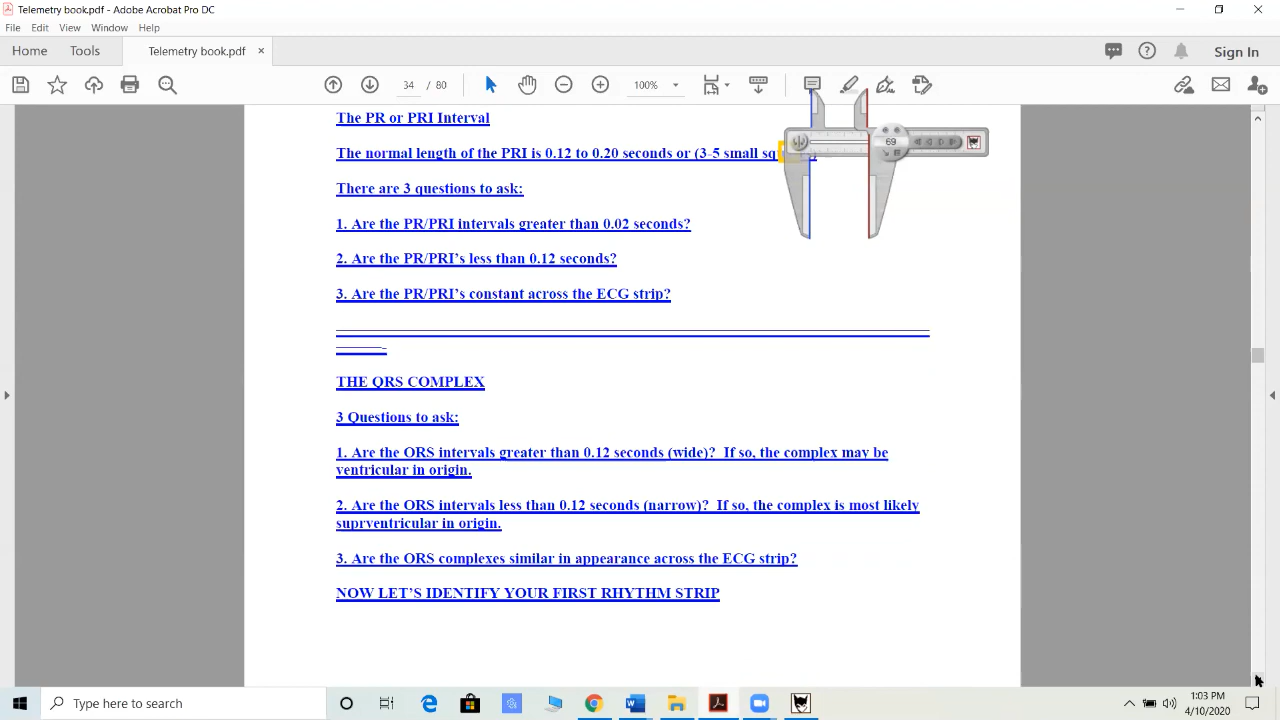 Telemetry book.pdf - Adobe Acrobat Pro DC
File Edit View Window Help
Home Tools Telemetry book.pdf × Sign In
34 / 80 100%
The PR or PRI Interval
The normal length of the PRI is 0.12 to 0.20 seconds or (3-5 small sq
69
There are 3 questions to ask:
1. Are the PR/PRI intervals greater than 0.02 seconds?
2. Are the PR/PRI’s less than 0.12 seconds?
3. Are the PR/PRI’s constant across the ECG strip?
THE QRS COMPLEX
3 Questions to ask:
1. Are the QRS intervals greater than 0.12 seconds (wide)? If so, the complex may be
ventricular in origin.
2. Are the QRS intervals less than 0.12 seconds (narrow)? If so, the complex is most likely
suprventricular in origin.
3. Are the QRS complexes similar in appearance across the ECG strip?
NOW LET’S IDENTIFY YOUR FIRST RHYTHM STRIP
Type here to search
1:03 PM
4/10/2020